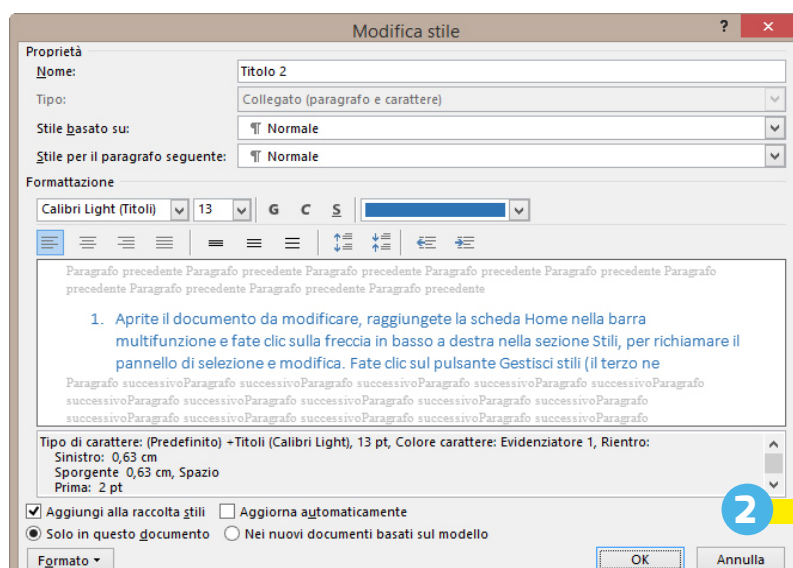 Modifica stile
?
×
Proprietà
Nome:
Titolo 2
Tipo:
Collegato (paragrafo e carattere)
Stile basato su:
¶ Normale
Stile per il paragrafo seguente:
¶ Normale
Formattazione
Calibri Light (Titoli)
13
G C S
Paragrafo precedente Paragrafo precedente Paragrafo precedente Paragrafo precedente Paragrafo precedente Paragrafo
precedente Paragrafo precedente Paragrafo precedente Paragrafo precedente
1. Aprite il documento da modificare, raggiungete la scheda Home nella barra
multifunzione e fate clic sulla freccia in basso a destra nella sezione Stili, per richiamare il
pannello di selezione e modifica. Fate clic sul pulsante Gestisci stili (il terzo ne
Paragrafo successivoParagrafo successivoParagrafo successivoParagrafo successivoParagrafo successivoParagrafo
successivoParagrafo successivoParagrafo successivoParagrafo successivoParagrafo successivoParagrafo
successivoParagrafo successivoParagrafo successivoParagrafo successivoParagrafo successivoParagrafo
Tipo di carattere: (Predefinito) +Titoli (Calibri Light), 13 pt, Colore carattere: Evidenziatore 1, Rientro:
Sinistro: 0,63 cm
Sporgente 0,63 cm, Spazio
Prima: 2 pt
Aggiungi alla raccolta stili
Aggiorna automaticamente
2
Solo in questo documento
Nei nuovi documenti basati sul modello
Formato
OK
Annulla